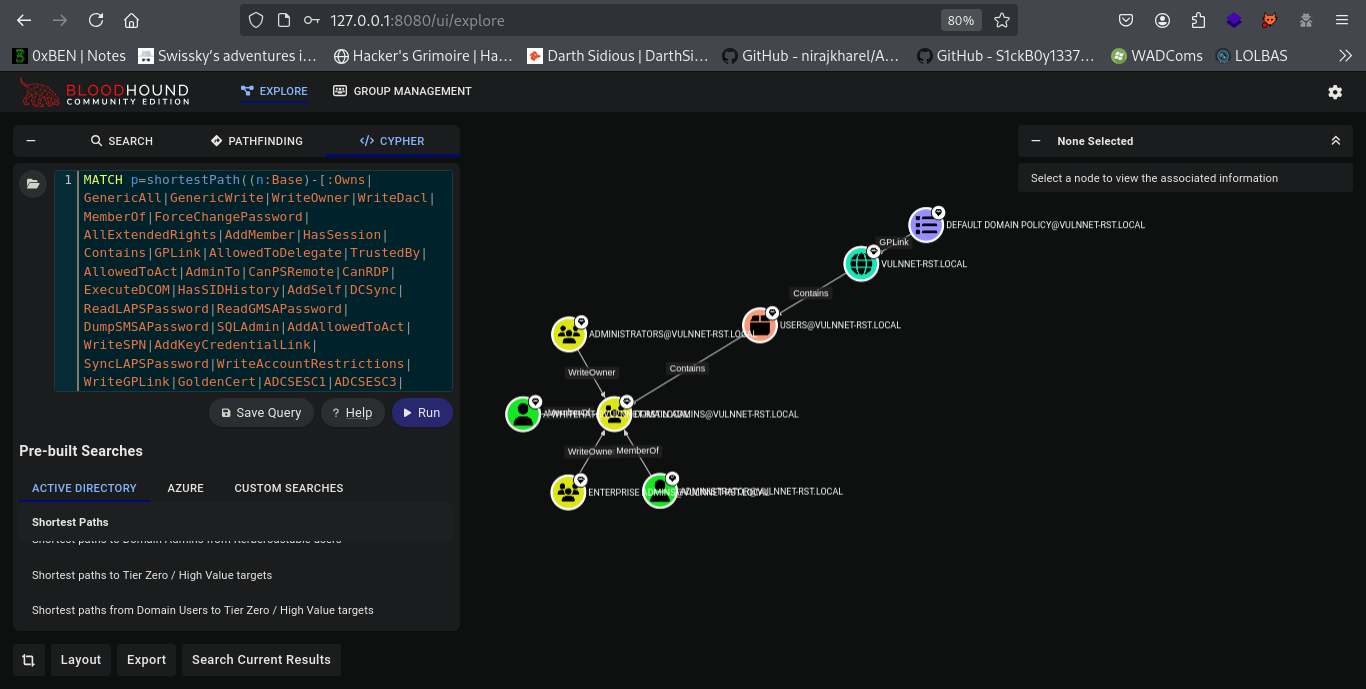 127.0.0.1:8080/ui/explore
80%
0xBEN | Notes
Swissky's adventures i...
Hacker's Grimoire | Ha...
Darth Sidious | DarthSi...
GitHub - nirajkharel/A...
GitHub - S1ckB0y1337...
WADComs
LOLBAS
BLOODHOUND
COMMUNITY EDITION
EXPLORE
GROUP MANAGEMENT
SEARCH
PATHFINDING
CYPHER
1
MATCH p=shortestPath((n:Base)-[:Owns|
GenericAll|GenericWrite|WriteOwner|WriteDacl|
MemberOf|ForceChangePassword|
AllExtendedRights|AddMember|HasSession|
Contains|GPLink|AllowedToDelegate|TrustedBy|
AllowedToAct|AdminTo|CanPSRemote|CanRDP|
ExecuteDCOM|HasSIDHistory|AddSelf|DCSync|
ReadLAPSPassword|ReadGMSAPassword|
DumpSMSAPassword|SQLAdmin|AddAllowedToAct|
WriteSPN|AddKeyCredentialLink|
SyncLAPSPassword|WriteAccountRestrictions|
WriteGPLink|GoldenCert|ADCSESC1|ADCSESC3|
Save Query
? Help
Run
Pre-built Searches
ACTIVE DIRECTORY
AZURE
CUSTOM SEARCHES
Shortest Paths
Shortest paths to Domain Admins from Kerberoastable users
Shortest paths to Tier Zero / High Value targets
Shortest paths from Domain Users to Tier Zero / High Value targets
Layout
Export
Search Current Results
None Selected
Select a node to view the associated information
DEFAULT DOMAIN POLICY@VULNNET-RST.LOCAL
GPLink
VULNNET-RST.LOCAL
Contains
USERS@VULNNET-RST.LOCAL
ADMINISTRATORS@VULNNET-RST.LOCAL
Contains
WriteOwner
ADMINS@VULNNET-RST.LOCAL
WriteOwne
MemberOf
ENTERPRISE
VULNNET-RST.LOCAL